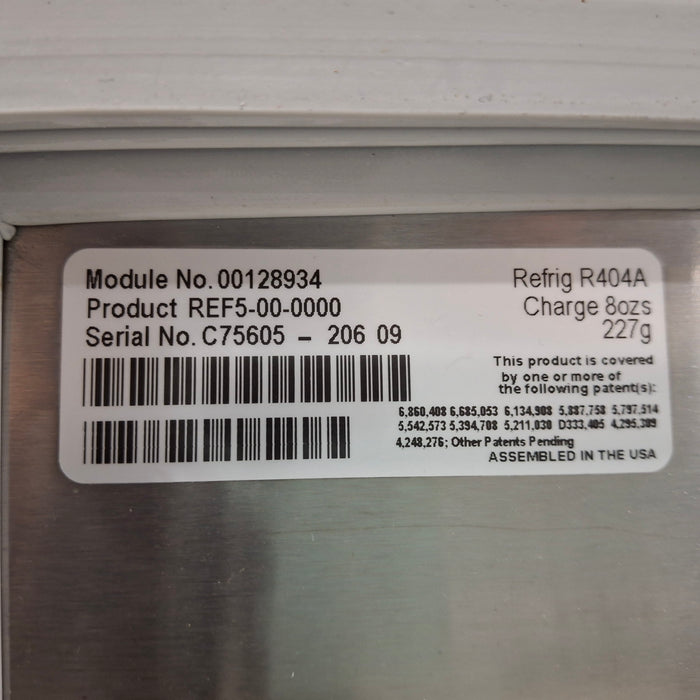 Module No. 00128934
Product REF5-00-0000
Serial No. C75605 – 206 09
Refrig R404A
Charge 8ozs
227g
This product is covered
by one or more of
the following patent(s):
6,860,408 6,685,053 6,134,908 5,887,758 5,797,514
5,542,573 5,394,708 5,211,030 D333,405 4,295,389
4,248,276; Other Patents Pending
ASSEMBLED IN THE USA